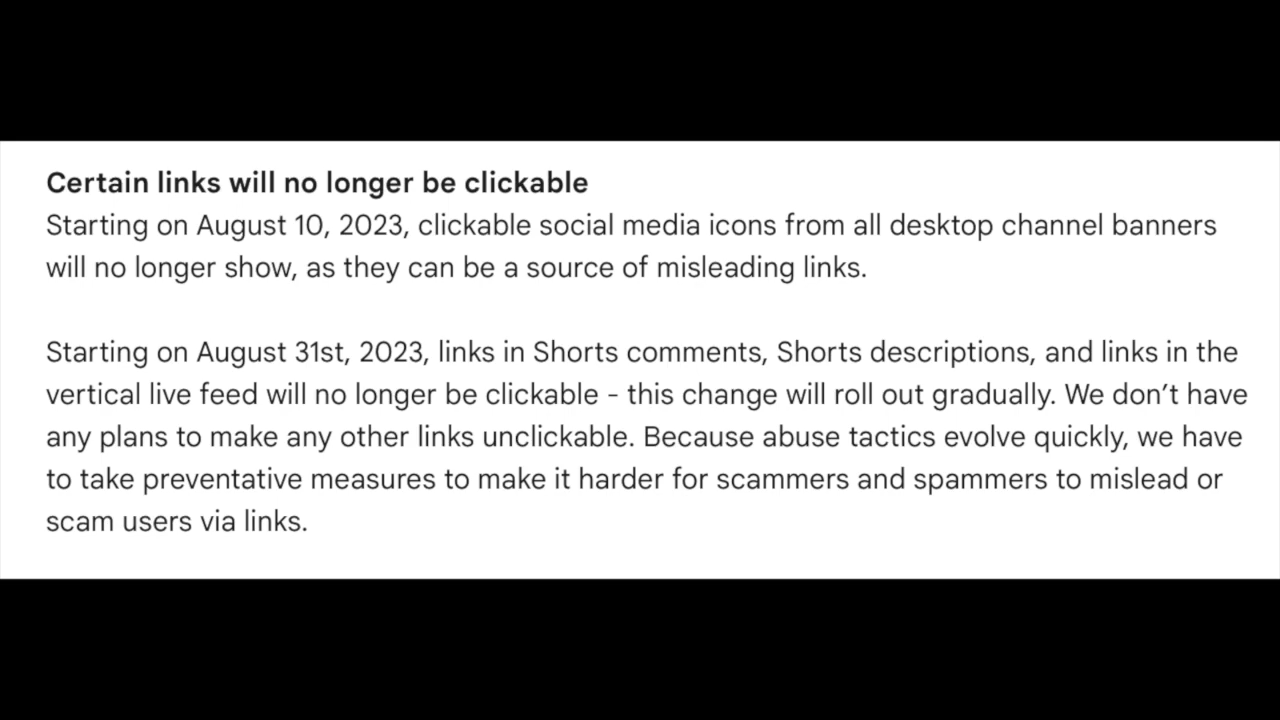 Certain links will no longer be clickable
Starting on August 10, 2023, clickable social media icons from all desktop channel banners
will no longer show, as they can be a source of misleading links.
Starting on August 31st, 2023, links in Shorts comments, Shorts descriptions, and links in the
vertical live feed will no longer be clickable - this change will roll out gradually. We don’t have
any plans to make any other links unclickable. Because abuse tactics evolve quickly, we have
to take preventative measures to make it harder for scammers and spammers to mislead or
scam users via links.